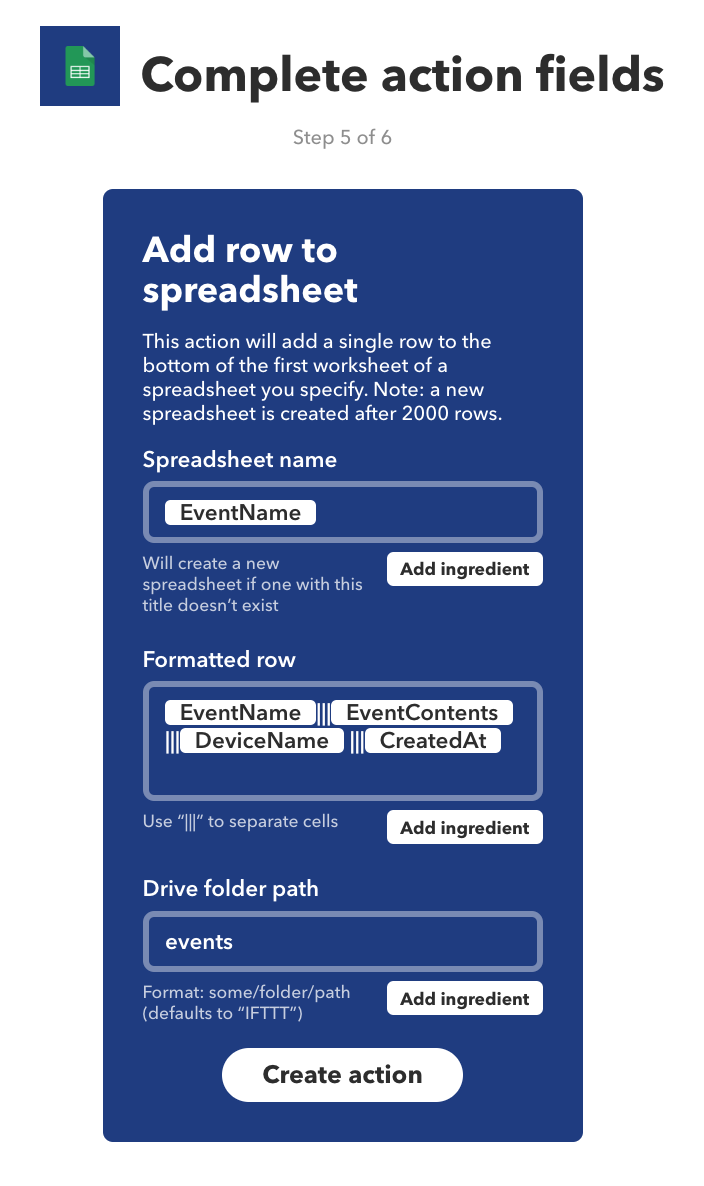 Complete action fields
Step 5 of 6
Add row to
spreadsheet
This action will add a single row to the
bottom of the first worksheet of a
spreadsheet you specify. Note: a new
spreadsheet is created after 2000 rows.
Spreadsheet name
EventName
Will create a new
spreadsheet if one with this
title doesn’t exist
Add ingredient
Formatted row
EventName|||EventContents
|||DeviceName |||CreatedAt
Use “|||“ to separate cells
Add ingredient
Drive folder path
events
Format: some/folder/path
(defaults to “IFTTT”)
Add ingredient
Create action